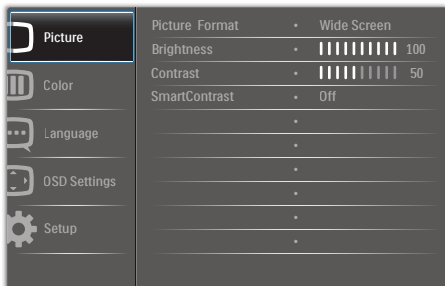 Picture
Color
Language
OSD Settings
Setup
Picture Format • Wide Screen
Brightness • 100
Contrast • 50
SmartContrast • Off
•
•
•
•
•
•